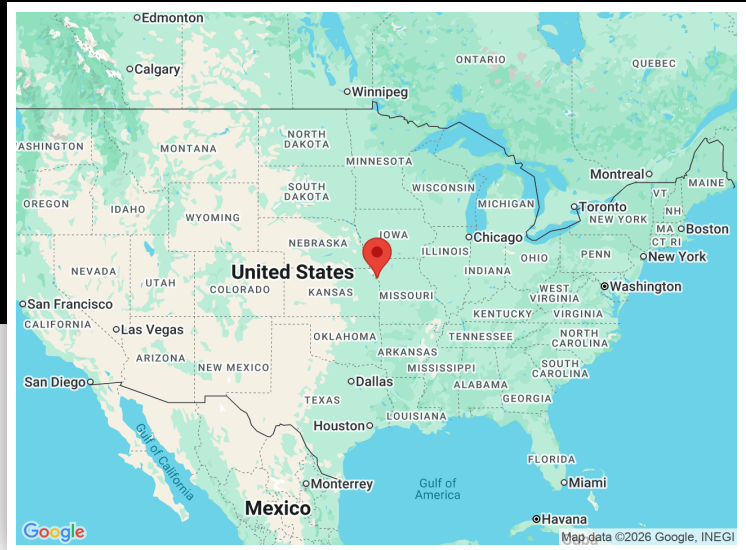 Edmonton
Calgary
ONTARIO
QUEBEC
Winnipeg
ASHINGTON
MONTANA
NORTH
DAKOTA
MINNESOTA
Montreal
OREGON
IDAHO
SOUTH
DAKOTA
WISCONSIN
MICHIGAN
Toronto
VT
MAINE
WYOMING
NEW YORK
NH
NEBRASKA
IOWA
Chicago
MA
Boston
CT RI
NEVADA
UTAH
United States
COLORADO
KANSAS
MISSOURI
ILLINOIS
INDIANA
OHIO
PENN
New York
WEST
VIRGINIA
Washington
San Francisco
CALIFORNIA
Las Vegas
KENTUCKY
VIRGINIA
ARIZONA
NEW MEXICO
OKLAHOMA
ARKANSAS
TENNESSEE
NORTH
CAROLINA
San Diego
Dallas
MISSISSIPPI
ALABAMA
SOUTH
CAROLINA
TEXAS
LOUISIANA
GEORGIA
Houston
Gulf of
California
Monterrey
Gulf of
America
FLORIDA
Miami
Mexico
Havana
Google
Map data ©2026 Google, INEGI